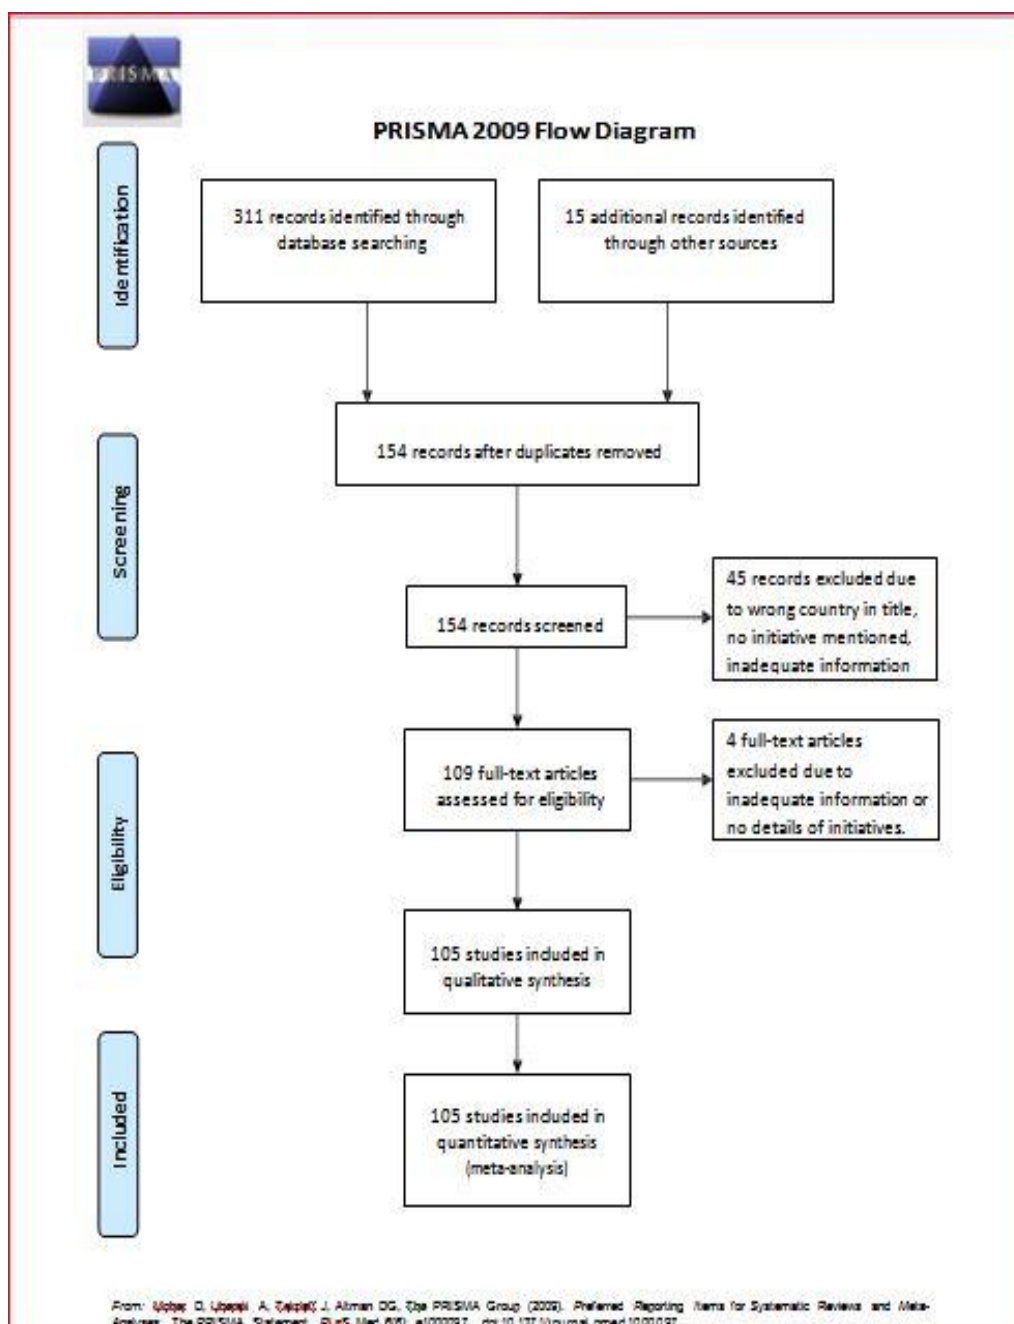 PRISMA
PRISMA 2009 Flow Diagram
Identification
311 records identified through
database searching
15 additional records identified
through other sources
Screening
154 records after duplicates removed
154 records screened
45 records excluded due
to wrong country in title,
no initiative mentioned,
inadequate information
Eligibility
109 full-text articles
assessed for eligibility
4 full-text articles
excluded due to
inadequate information or
no details of initiatives.
105 studies included in
qualitative synthesis
Included
105 studies included in
quantitative synthesis
(meta-analysis)
From: D, A, J, Altman DG, The PRISMA Group (2009). Preferred Reporting Items for Systematic Reviews and Meta-
Analyses: The PRISMA Statement. PLoS Med